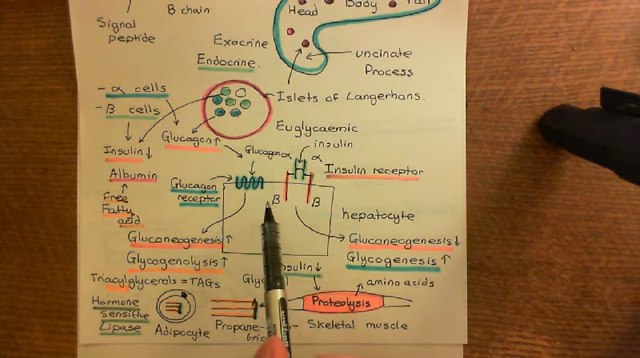 Signal
peptide
B chain
Head
Body
Tail
uncinate
Process
Exocrine
Endocrine.
- α cells
- β cells
Islets of Langerhans.
Euglycaemic
Glucagon ↑
Insulin ↓
Albumin
↑
Free
Fatty
acid
Glucagon
insulin
α α
Insulin receptor
Glucagon
receptor
β β
hepatocyte
Gluconeogenesis ↑
Glycogenolysis ↑
Gluconeogenesis ↓
Glycogenesis ↑
Triacylglycerols = TAGs
insulin ↓
amino acids
Hormone
Sensitive
Lipase
Adipocyte
Propane-
Proteolysis
- Skeletal muscle